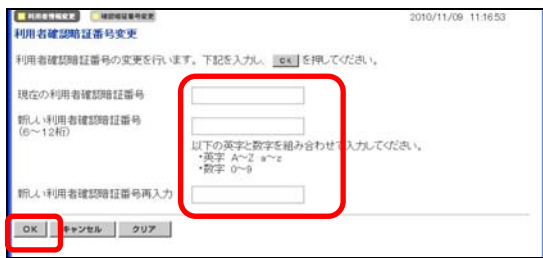 利用者情報変更 確認暗証番号変更 2010/11/09 11:16:53
利用者確認暗証番号変更
利用者確認暗証番号の変更を行います。下記を入力し、 OK を押してください。
現在の利用者確認暗証番号
新しい利用者確認暗証番号
(6～12桁)
以下の英字と数字を組み合わせて入力してください。
・英字 A～Z a～z
・数字 0～9
新しい利用者確認暗証番号再入力
OK キャンセル クリア